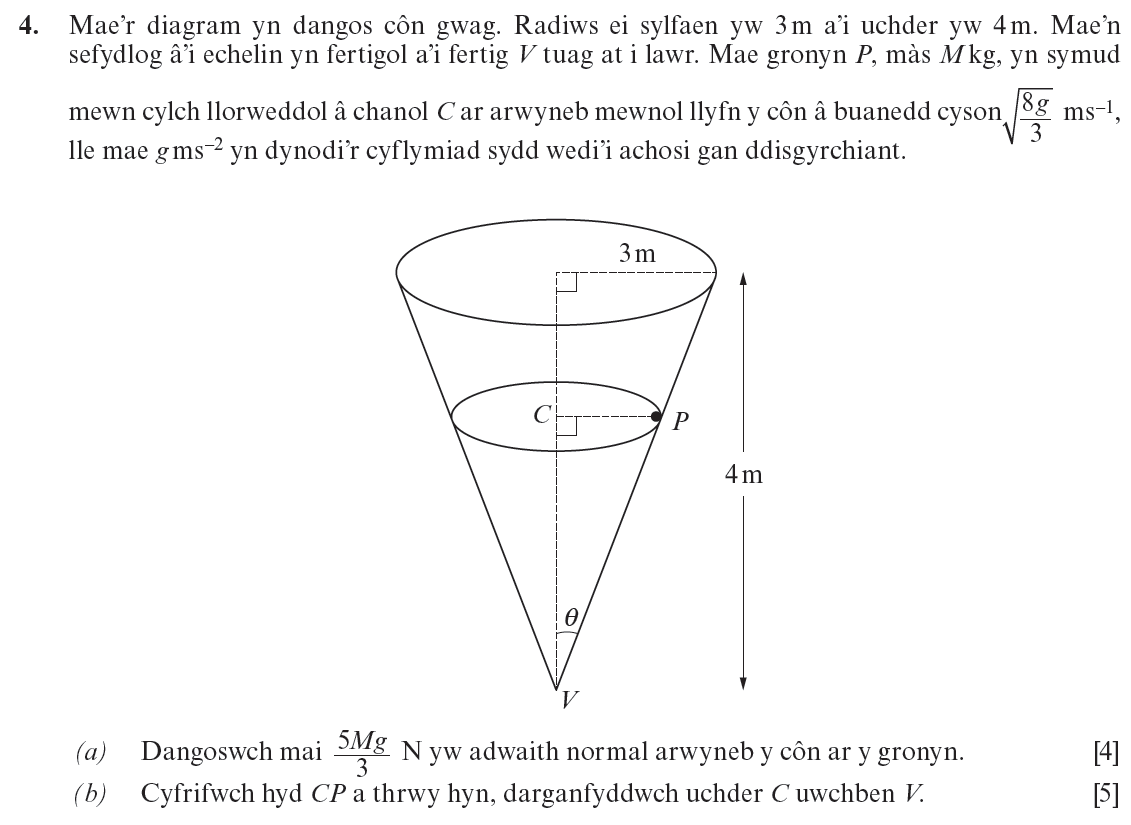 4. Mae'r diagram yn dangos côn gwag. Radiws ei sylfaen yw 3 m a'i uchder yw 4 m. Mae'n
sefydlog â'i echelin yn fertigol a'i fertig V tuag at i lawr. Mae gronyn P, màs M kg, yn symud
mewn cylch llorweddol â chanol C ar arwyneb mewnol llyfn y côn â buanedd cyson √(8g/3) ms⁻¹,
lle mae g ms⁻² yn dynodi'r cyflymiad sydd wedi'i achosi gan ddisgyrchiant.
3 m
C
P
4 m
θ
V
(a) Dangoswch mai 5Mg/3 N yw adwaith normal arwyneb y côn ar y gronyn. [4]
(b) Cyfrifwch hyd CP a thrwy hyn, darganfyddwch uchder C uwchben V. [5]